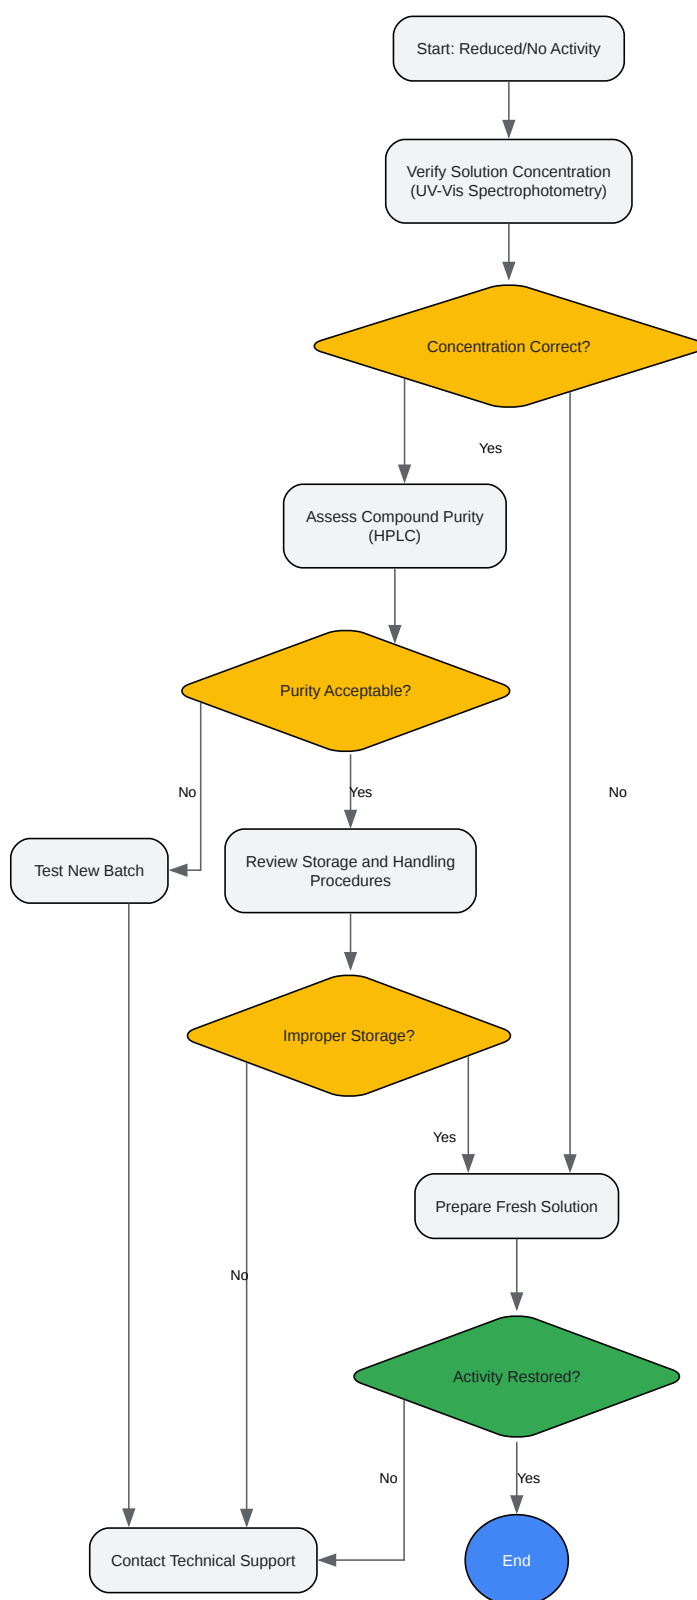 Start: Reduced/No Activity
Verify Solution Concentration
(UV-Vis Spectrophotometry)
Concentration Correct?
Yes
Assess Compound Purity
(HPLC)
Purity Acceptable?
No
Yes
No
Test New Batch
Review Storage and Handling
Procedures
Improper Storage?
Yes
Prepare Fresh Solution
No
Activity Restored?
No
Yes
Contact Technical Support
End